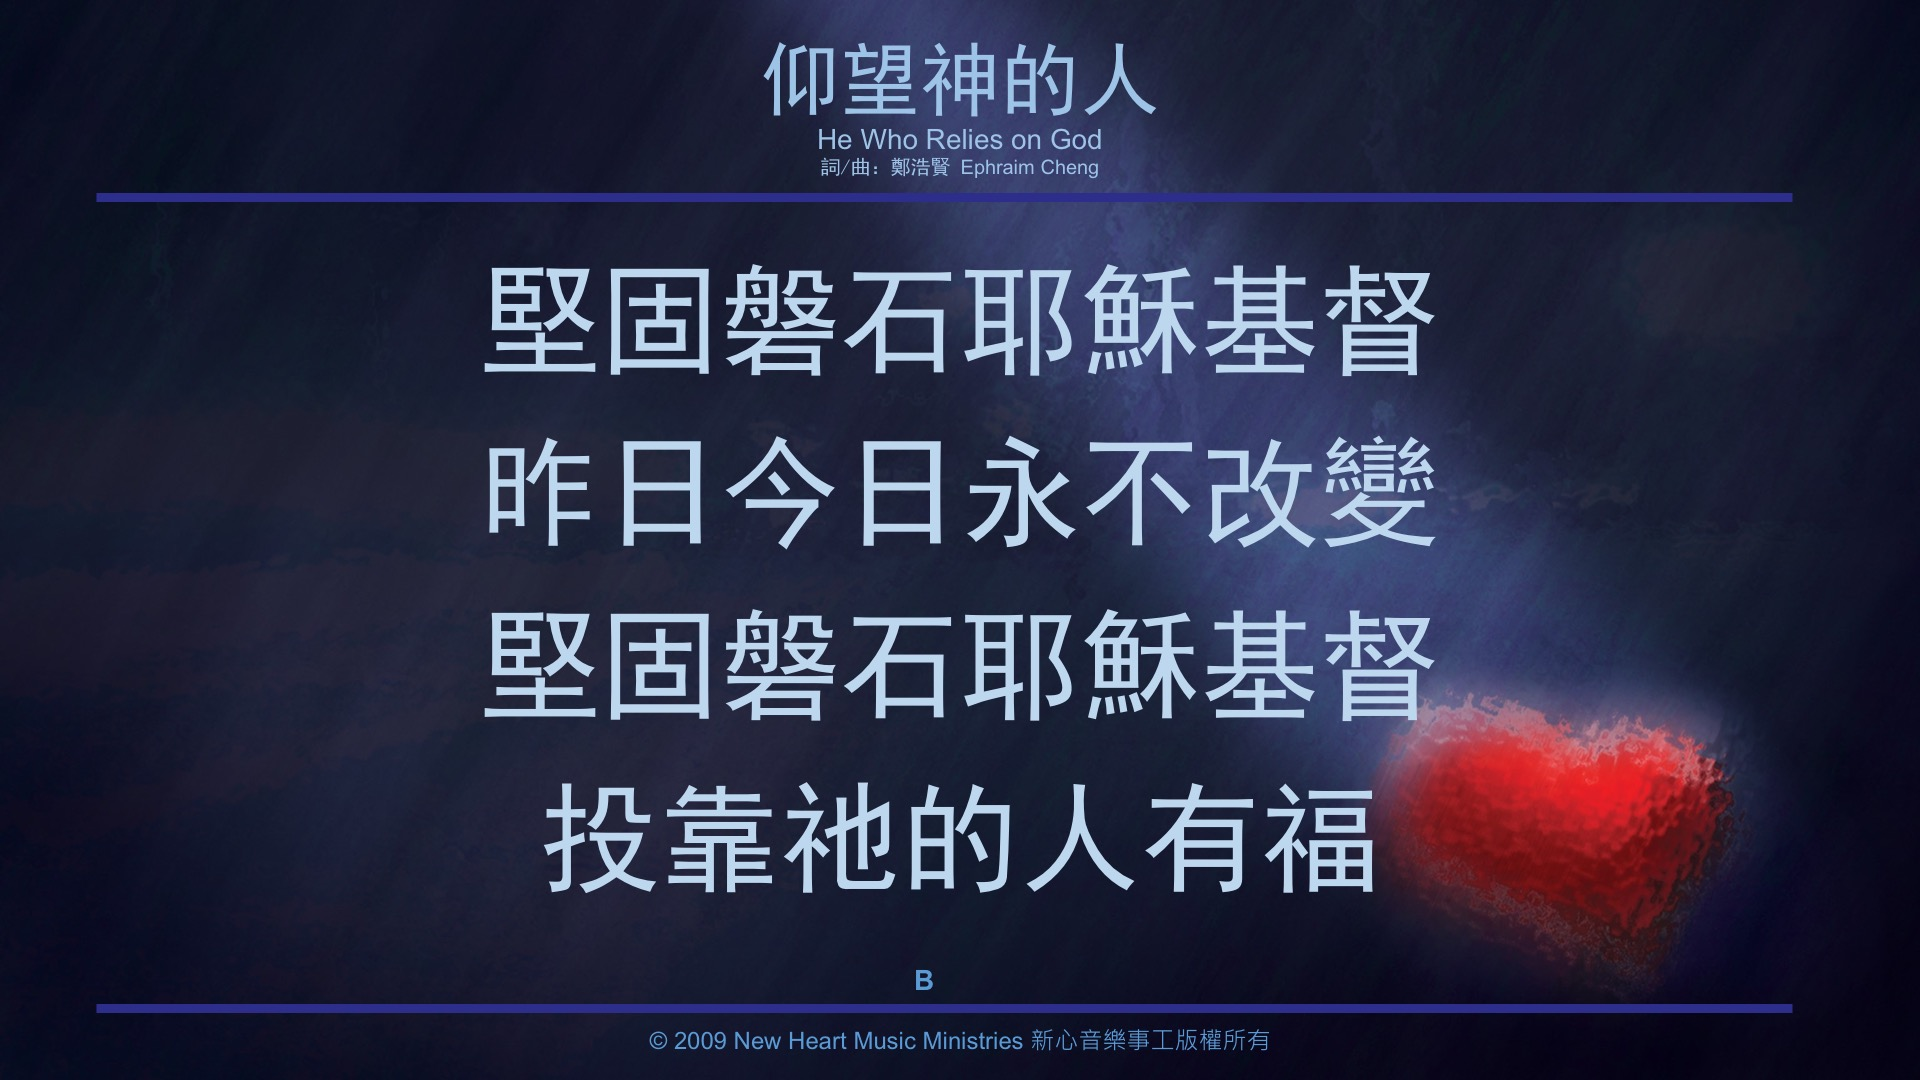 仰望神的人
He Who Relies on God
詞/曲：鄭浩賢 Ephraim Cheng
堅固磐石耶穌基督
昨日今日永不改變
堅固磐石耶穌基督
投靠祂的人有福
B
© 2009 New Heart Music Ministries 新心音樂事工版權所有